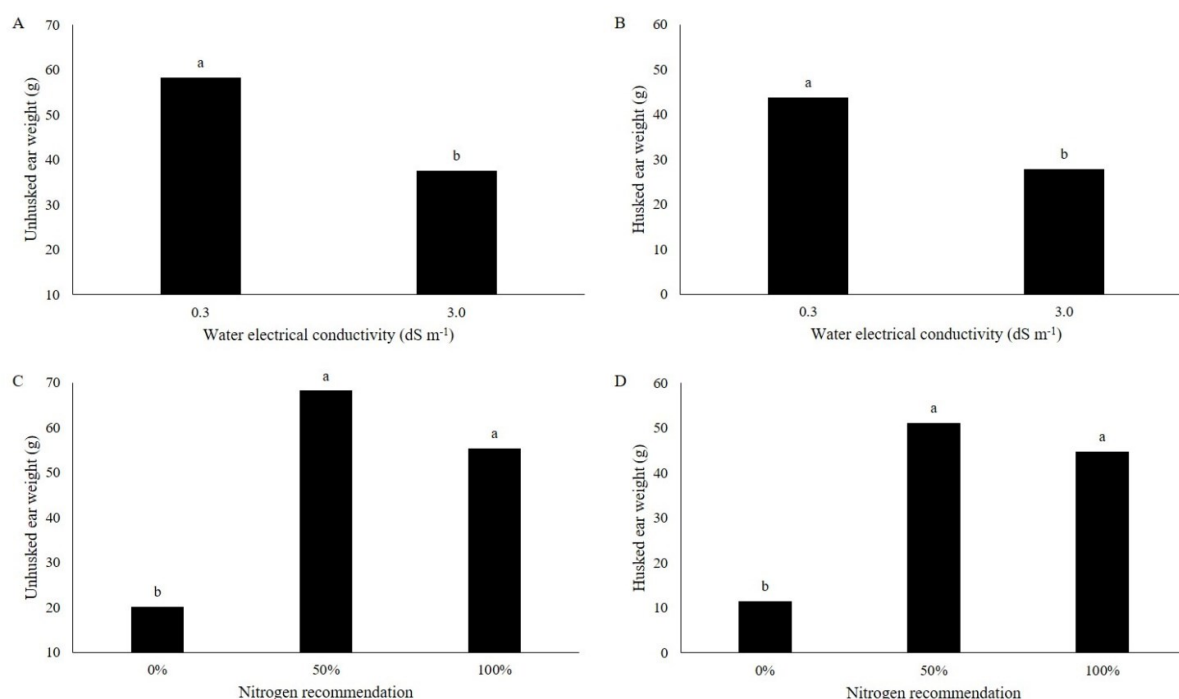 A
Unhusked ear weight (g)
70
60
50
40
30
20
10
a
b
0.3
3.0
Water electrical conductivity (dS m⁻¹)
B
Husked ear weight (g)
60
50
40
30
20
10
0
a
b
0.3
3.0
Water electrical conductivity (dS m⁻¹)
C
Unhusked ear weight (g)
70
60
50
40
30
20
10
b
a
a
0%
50%
100%
Nitrogen recommendation
D
Husked ear weight (g)
60
50
40
30
20
10
0
b
a
a
0%
50%
100%
Nitrogen recommendation